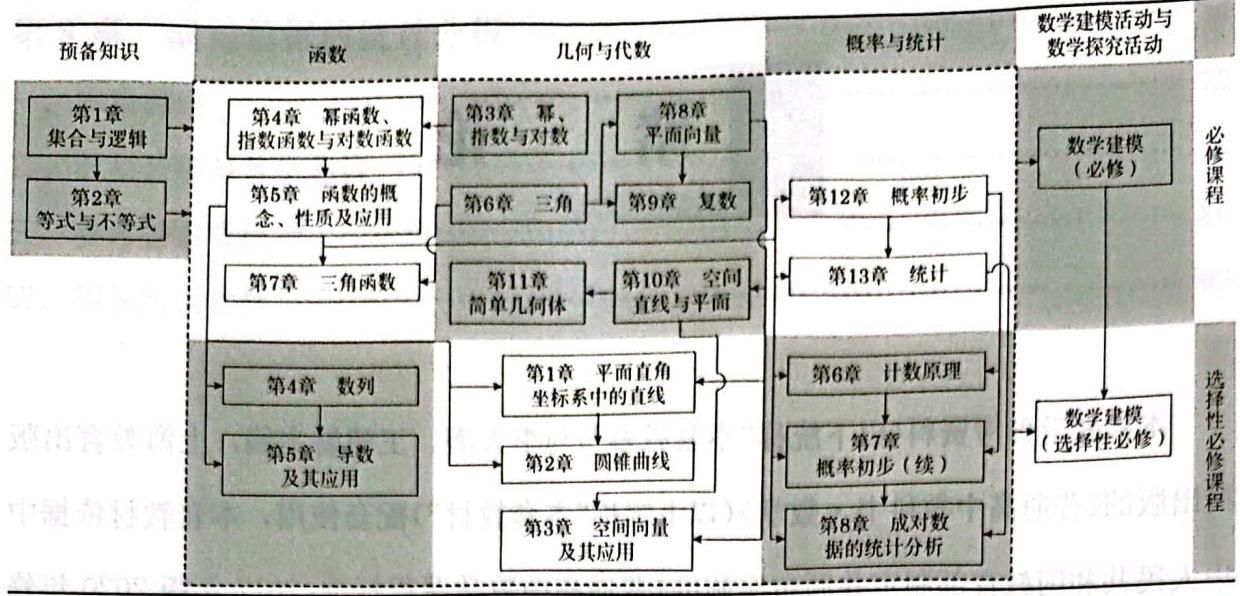 预备知识
函数
几何与代数
概率与统计
数学建模活动与
数学探究活动
第1章
集合与逻辑
第2章
等式与不等式
第4章 幂函数、
指数函数与对数函数
第5章 函数的概
念、性质及应用
第7章 三角函数
第3章 幂、
指数与对数
第8章
平面向量
第6章 三角
第9章 复数
第11章
简单几何体
第10章 空间
直线与平面
第12章 概率初步
第13章 统计
数学建模
(必修)
必修课程
第4章 数列
第5章 导数
及其应用
第1章 平面直角
坐标系中的直线
第2章 圆锥曲线
第3章 空间向量
及其应用
第6章 计数原理
第7章
概率初步(续)
第8章 成对数
据的统计分析
数学建模
(选择性必修)
选择性必修课程